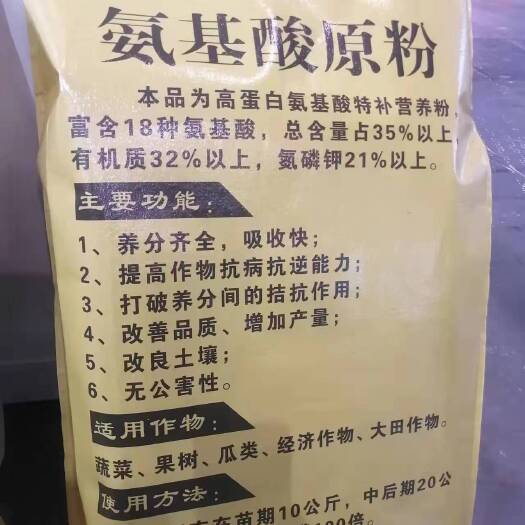 氨基酸原粉
本品为高蛋白氨基酸特补营养粉,
富含18种氨基酸，总含量占35%以上,
有机质32%以上，氮磷钾21%以上。
主要功能：
1、养分齐全，吸收快；
2、提高作物抗病抗逆能力；
3、打破养分间的拮抗作用；
4、改善品质、增加产量；
5、改良土壤；
6、无公害性。
适用作物：
蔬菜、果树、瓜类、经济作物、大田作物。
使用方法：
在苗期10公斤，中后期20公
100倍。